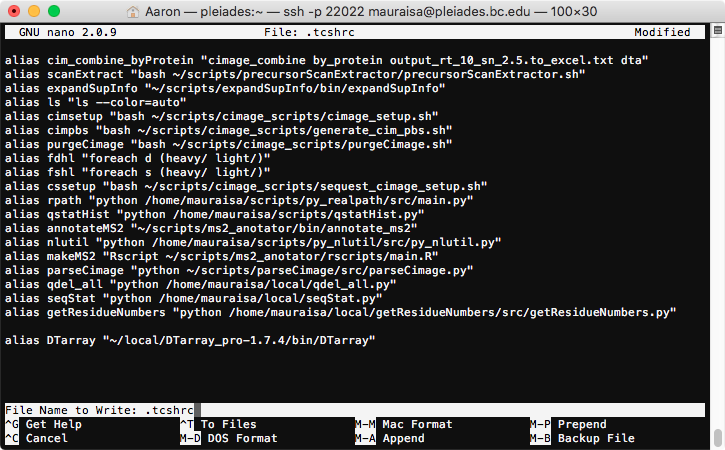 Aaron — pleiades:~ — ssh -p 22022 mauraisa@pleiades.bc.edu — 100×30
GNU nano 2.0.9 File: .tcshrc Modified
alias cim_combine_byProtein "cimage_combine by_protein output_rt_10_sn_2.5.to_excel.txt dta"
alias scanExtract "bash ~/scripts/precursorScanExtractor/precursorScanExtractor.sh"
alias expandSupInfo "~/scripts/expandSupInfo/bin/expandSupInfo"
alias ls "ls --color=auto"
alias cimsetup "bash ~/scripts/cimage_scripts/cimage_setup.sh"
alias cimpbs "bash ~/scripts/cimage_scripts/generate_cim_pbs.sh"
alias purgeCimage "bash ~/scripts/cimage_scripts/purgeCimage.sh"
alias fdhl "foreach d (heavy/ light/)"
alias fshl "foreach s (heavy/ light/)"
alias cssetup "bash ~/scripts/cimage_scripts/sequest_cimage_setup.sh"
alias rpath "python /home/mauraisa/scripts/py_realpath/src/main.py"
alias qstatHist "python /home/mauraisa/scripts/qstatHist.py"
alias annotateMS2 "~/scripts/ms2_anotator/bin/annotate_ms2"
alias nlutil "python /home/mauraisa/scripts/py_nlutil/src/py_nlutil.py"
alias makeMS2 "Rscript ~/scripts/ms2_anotator/rscripts/main.R"
alias parseCimage "python ~/scripts/parseCimage/src/parseCimage.py"
alias qdel_all "python /home/mauraisa/local/qdel_all.py"
alias seqStat "python /home/mauraisa/local/seqStat.py"
alias getResidueNumbers "python /home/mauraisa/local/getResidueNumbers/src/getResidueNumbers.py"
alias DTarray "~/local/DTarray_pro-1.7.4/bin/DTarray"
File Name to Write: .tcshrc
^G Get Help ^T To Files M-M Mac Format M-P Prepend
^C Cancel M-D DOS Format M-A Append M-B Backup File